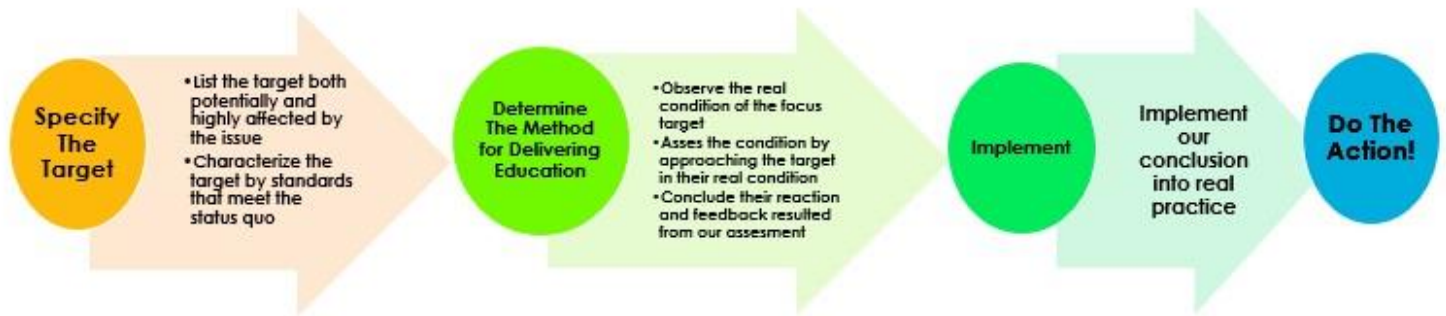 Specify
The
Target
•List the target both
potentially and
highly affected by
the issue
•Characterize the
target by standards
that meet the
status quo
Determine
The Method
for Delivering
Education
•Observe the real
condition of the focus
target
•Asses the condition by
approaching the target
in their real condition
•Conclude their reaction
and feedback resulted
from our assesment
Implement
Implement
our
conclusion
into real
practice
Do The
Action!